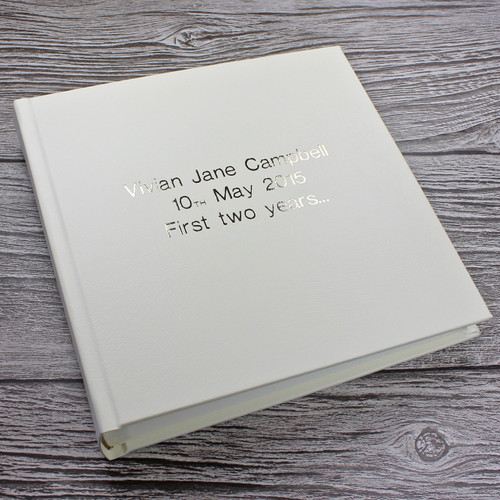 Vivian Jane Campbell
10TH May 2015
First two years...